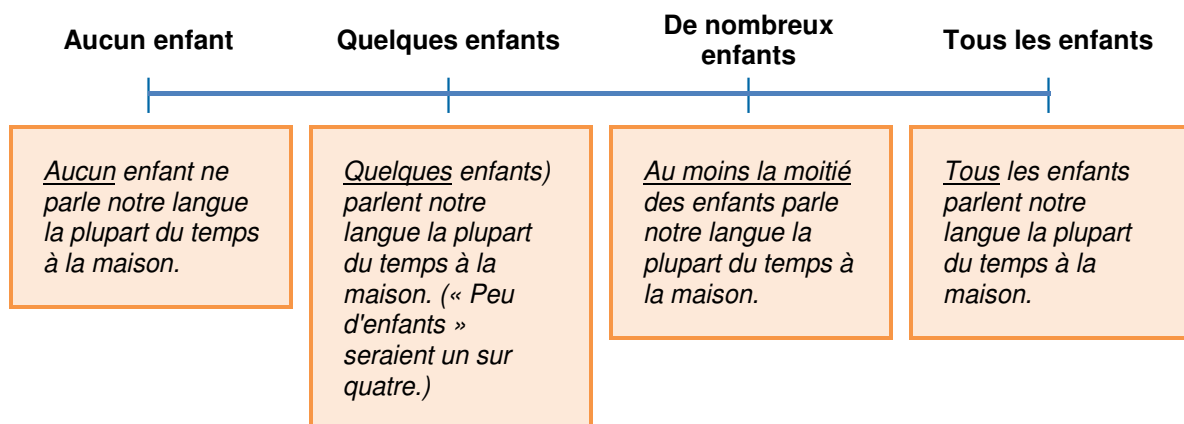 Aucun enfant
Quelques enfants
De nombreux
enfants
Tous les enfants
Aucun enfant ne
parle notre langue
la plupart du temps
à la maison.
Quelques enfants)
parlent notre
langue la plupart
du temps à la
maison. (« Peu
d'enfants »
seraient un sur
quatre.)
Au moins la moitié
des enfants parle
notre langue la
plupart du temps à
la maison.
Tous les enfants
parlent notre
langue la plupart
du temps à la
maison.